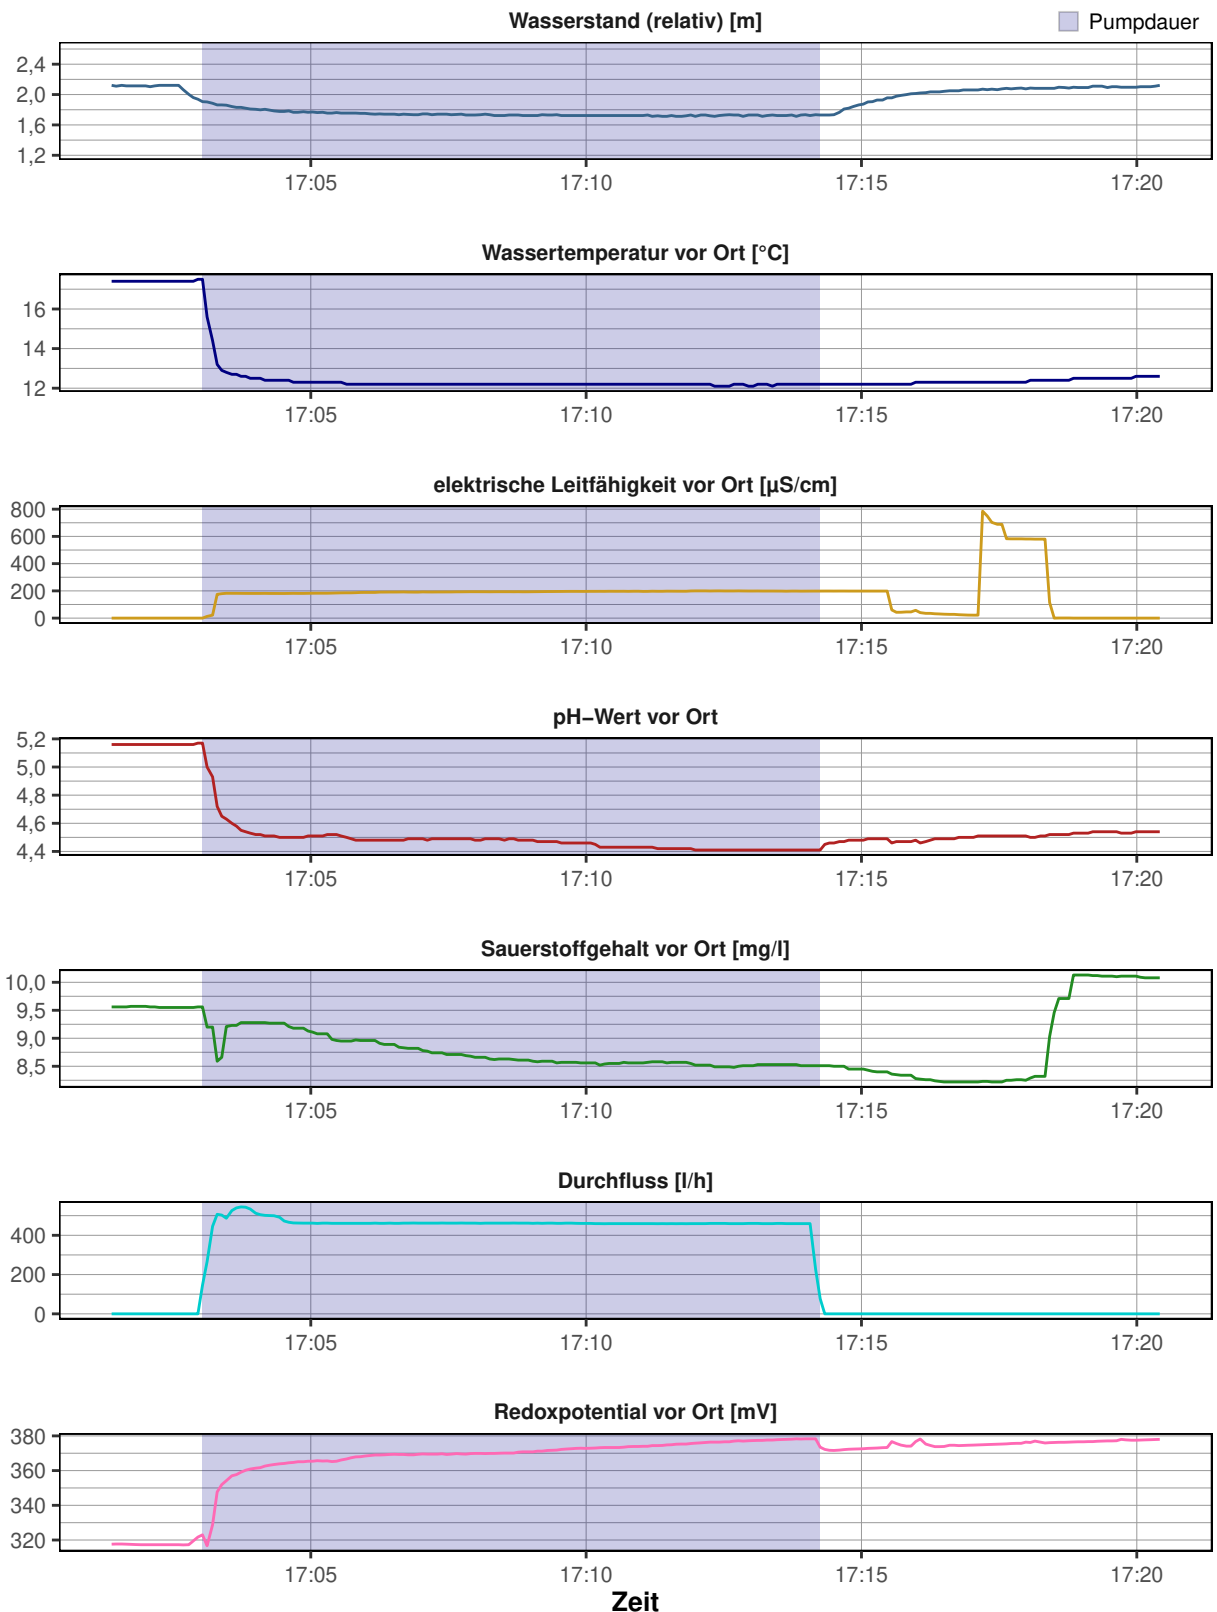 Wasserstand (relativ) [m]
Pumpdauer
2,4
2,0
1,6
1,2
17:05 17:10 17:15 17:20
Wassertemperatur vor Ort [°C]
16
14
12
17:05 17:10 17:15 17:20
elektrische Leitfähigkeit vor Ort [µS/cm]
800
600
400
200
0
17:05 17:10 17:15 17:20
pH−Wert vor Ort
5,2
5,0
4,8
4,6
4,4
17:05 17:10 17:15 17:20
Sauerstoffgehalt vor Ort [mg/l]
10,0
9,5
9,0
8,5
17:05 17:10 17:15 17:20
Durchfluss [l/h]
400
200
0
17:05 17:10 17:15 17:20
Redoxpotential vor Ort [mV]
380
360
340
320
17:05 17:10 17:15 17:20
Zeit